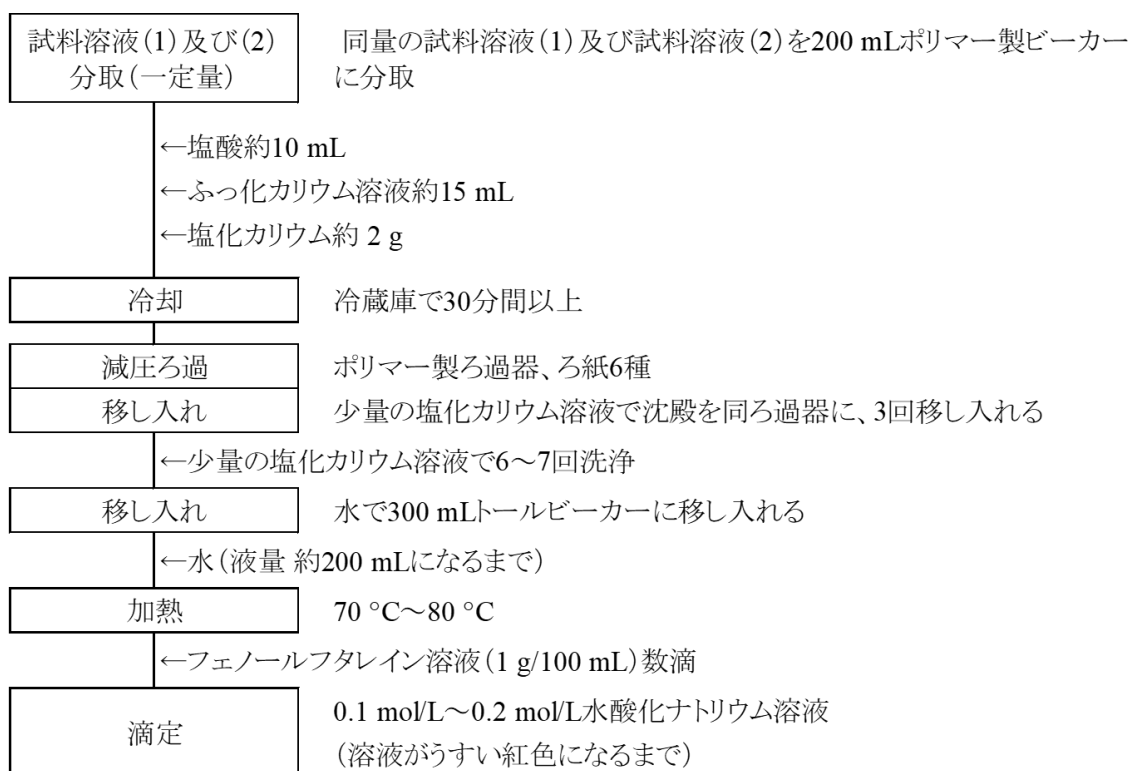 試料溶液(1)及び(2)
分取(一定量)
同量の試料溶液(1)及び試料溶液(2)を200 mLポリマー製ビーカー
に分取
←塩酸約10 mL
←ふっ化カリウム溶液約15 mL
←塩化カリウム約 2 g
冷却
冷蔵庫で30分間以上
減圧ろ過
ポリマー製ろ過器、ろ紙6種
移し入れ
少量の塩化カリウム溶液で沈殿を同ろ過器に、3回移し入れる
←少量の塩化カリウム溶液で6～7回洗浄
移し入れ
水で300 mLトールビーカーに移し入れる
←水(液量 約200 mLになるまで)
加熱
70 °C～80 °C
←フェノールフタレイン溶液(1 g/100 mL)数滴
滴定
0.1 mol/L～0.2 mol/L水酸化ナトリウム溶液
(溶液がうすい紅色になるまで)